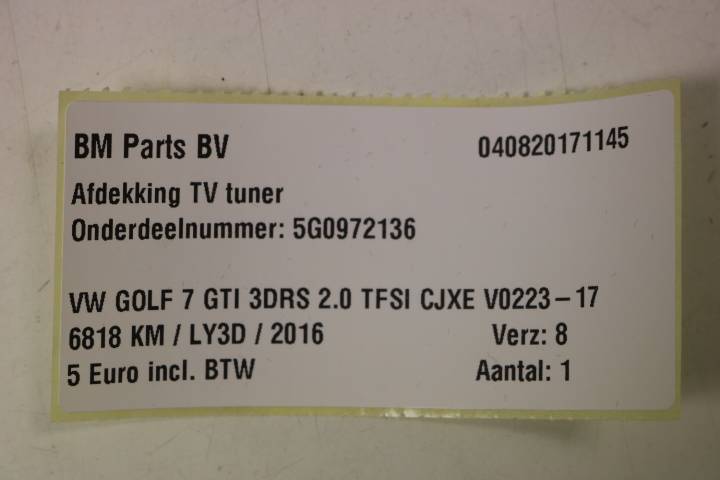 BM Parts BV 040820171145
Afdekking TV tuner
Onderdeelnummer: 5G0972136
VW GOLF 7 GTI 3DRS 2.0 TFSI CJXE V0223-17
6818 KM / LY3D / 2016 Verz: 8
5 Euro incl. BTW Aantal: 1